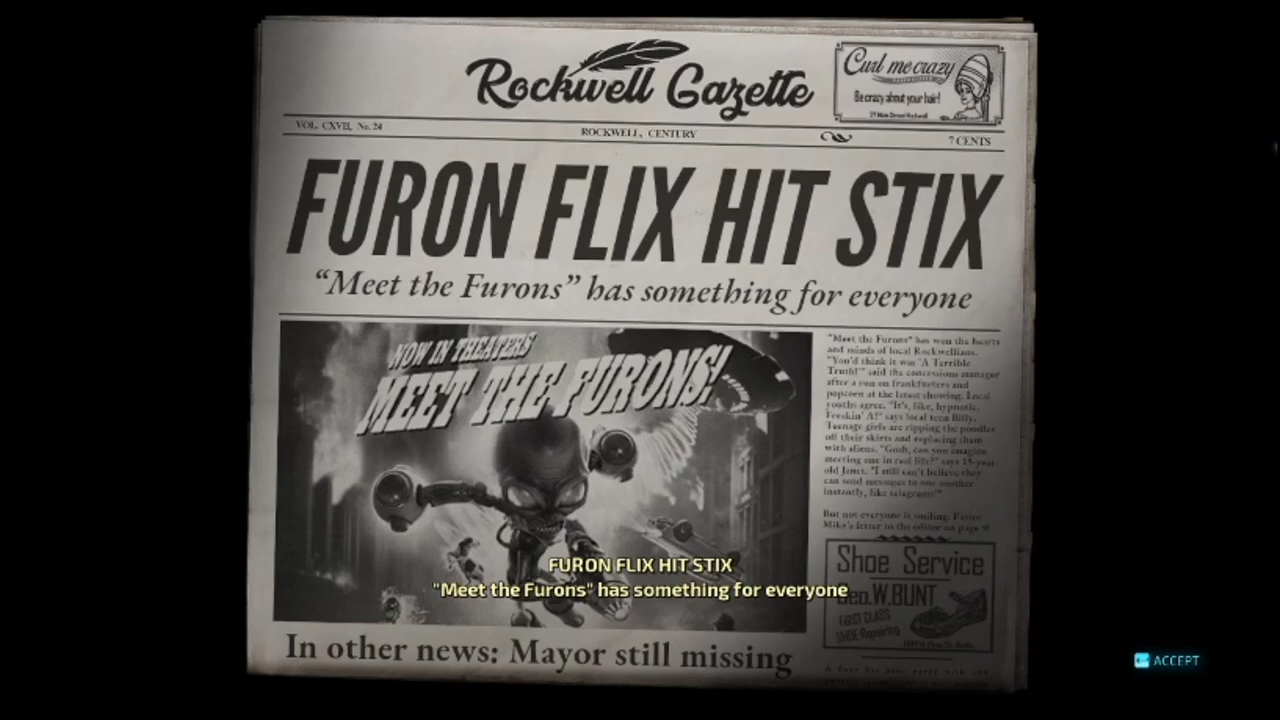 Rockwell Gazette
Curl me crazy
Be crazy about your hair!
VOL. CXVII, No. 24
ROCKWELL, CENTURY
7 CENTS
FURON FLIX HIT STIX
“Meet the Furons” has something for everyone
NOW IN THEATERS
MEET THE FURONS!
"Meet the Furons" has won the hearts
and minds of local Rockwellians.
"You'd think it was 'A Terrible
Truth!'" said the concessions manager
after a run on frankfurters and
popcorn at the latest showing. Local
youths agree. "It's, like, hypnotic.
Freakin' A!" says local teen Billy.
Teenage girls are ripping the poodles
off their skirts and replacing them
with aliens. "Gosh, can you imagine
meeting one in real life?" says 15-year-
old Janet. "I still can't believe they
can send messages to one another
instantly, like telegrams!"
But not everyone is smiling. Pastor
Mike's letter to the editor on page
Shoe Service
Geo.W.BUNT
FIRST CLASS
SHOE Repairing
FURON FLIX HIT STIX
"Meet the Furons" has something for everyone
In other news: Mayor still missing
ACCEPT